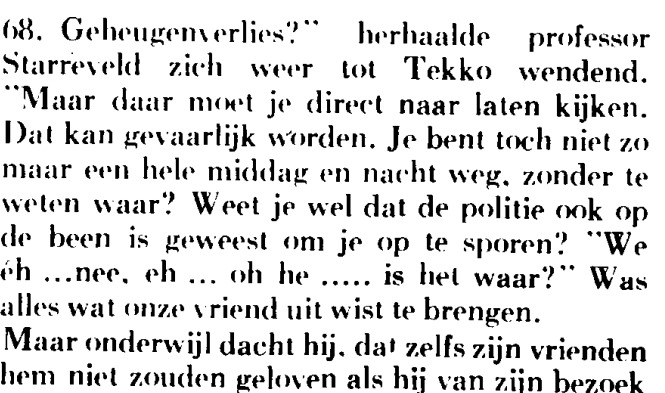 68. Geheugenverlies?" herhaalde professor
Starreveld zich weer tot Tekko wendend.
"Maar daar moet je direct naar laten kijken.
Dat kan gevaarlijk worden. Je bent toch niet zo
maar een hele middag en nacht weg, zonder te
weten waar? Weet je wel dat de politie ook op
de been is geweest om je op te sporen? "We
eh ...nee, eh ... oh he ..... is het waar?" Was
alles wat onze vriend uit wist te brengen.
Maar onderwijl dacht hij, dat zelfs zijn vrienden
hem niet zouden geloven als hij van zijn bezoek